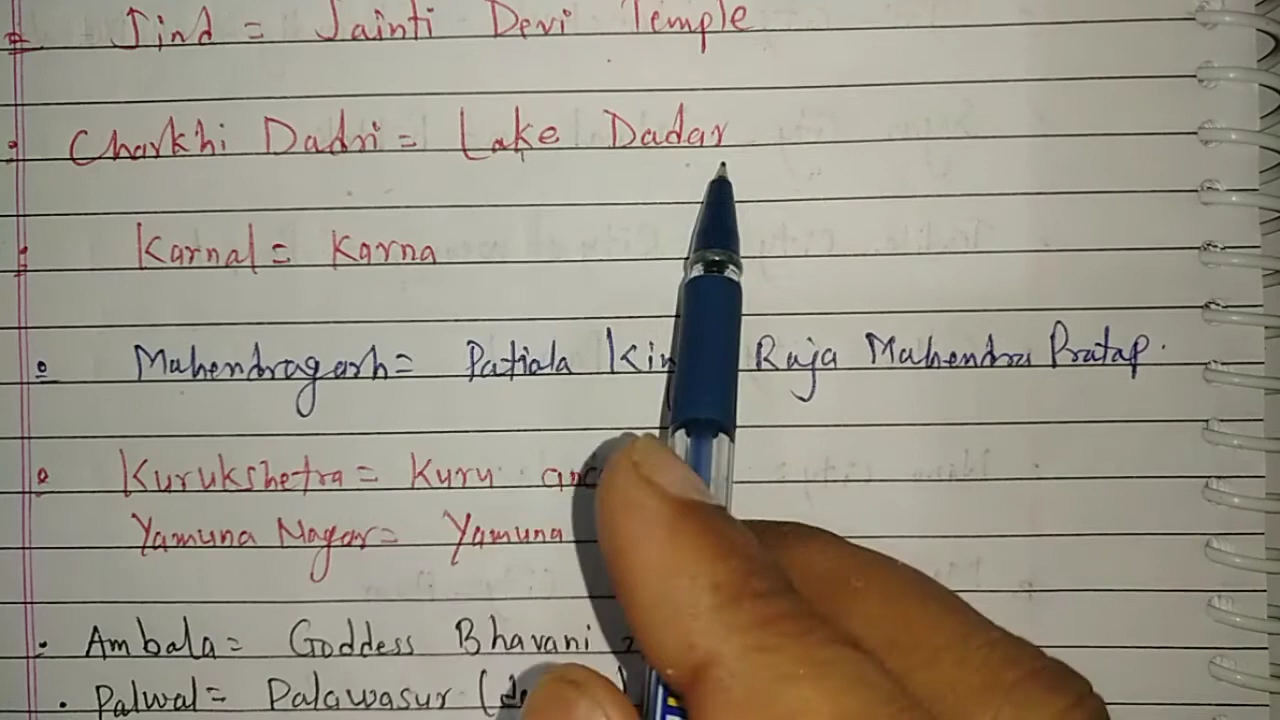 Jind = Jainti Devi Temple
Charkhi Dadri = Lake Dadar
Karnal = Karna
Mahendragarh = Patiala Raja Mahendra Pratap.
Kurukshetra = Kuru
Yamuna Nagar = Yamuna
Ambala = Goddess Bhavani
Palwal = Palawasur